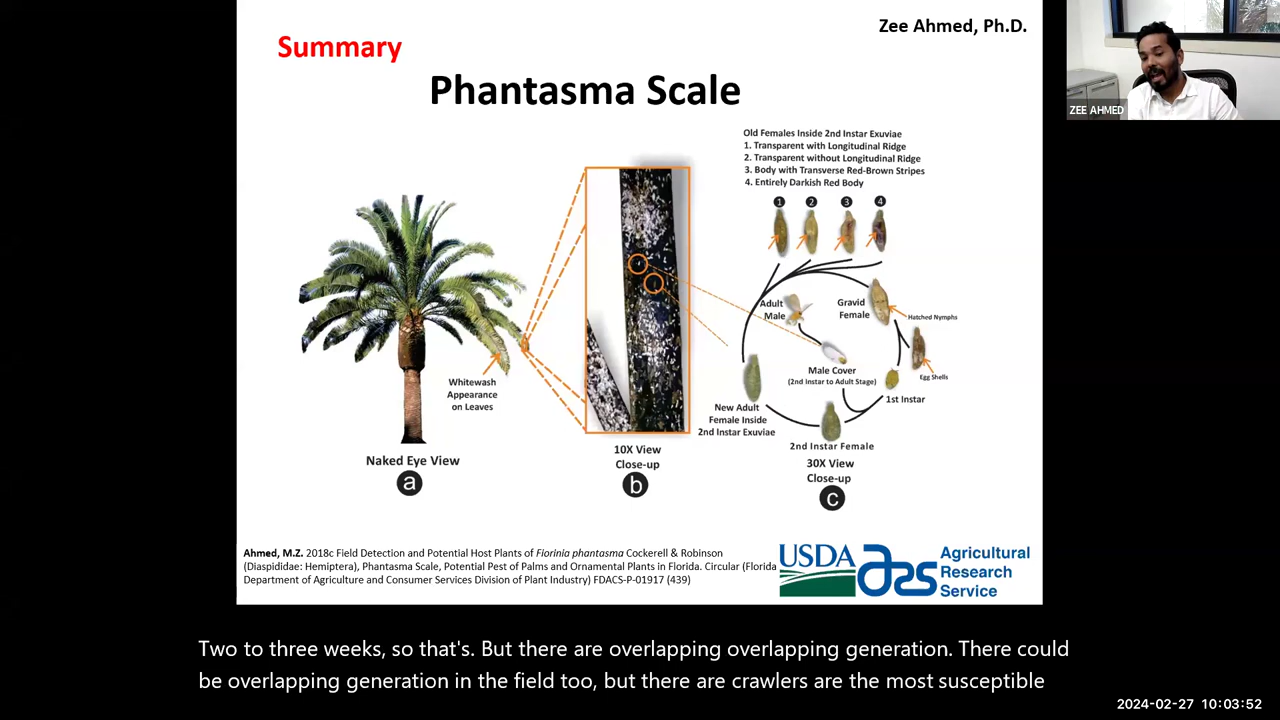 Zee Ahmed, Ph.D.
Summary
Phantasma Scale
ZEE AHMED
Old Females Inside 2nd Instar Exuviae
1. Transparent with Longitudinal Ridge
2. Transparent without Longitudinal Ridge
3. Body with Transverse Red-Brown Stripes
4. Entirely Darkish Red Body
1 2 3 4
Adult
Male
Gravid
Female
Hatched Nymphs
Male Cover
(2nd Instar to Adult Stage)
Egg Shells
1st Instar
Whitewash
Appearance
on Leaves
New Adult
Female Inside
2nd Instar Exuviae
2nd Instar Female
Naked Eye View
a
10X View
Close-up
b
30X View
Close-up
c
Ahmed, M.Z. 2018c Field Detection and Potential Host Plants of Fiorinia phantasma Cockerell & Robinson
(Diaspididae: Hemiptera), Phantasma Scale, Potential Pest of Palms and Ornamental Plants in Florida. Circular (Florida
Department of Agriculture and Consumer Services Division of Plant Industry) FDACS-P-01917 (439)
USDA ars Agricultural
Research
Service
Two to three weeks, so that's. But there are overlapping overlapping generation. There could
be overlapping generation in the field too, but there are crawlers are the most susceptible
2024-02-27 10:03:52